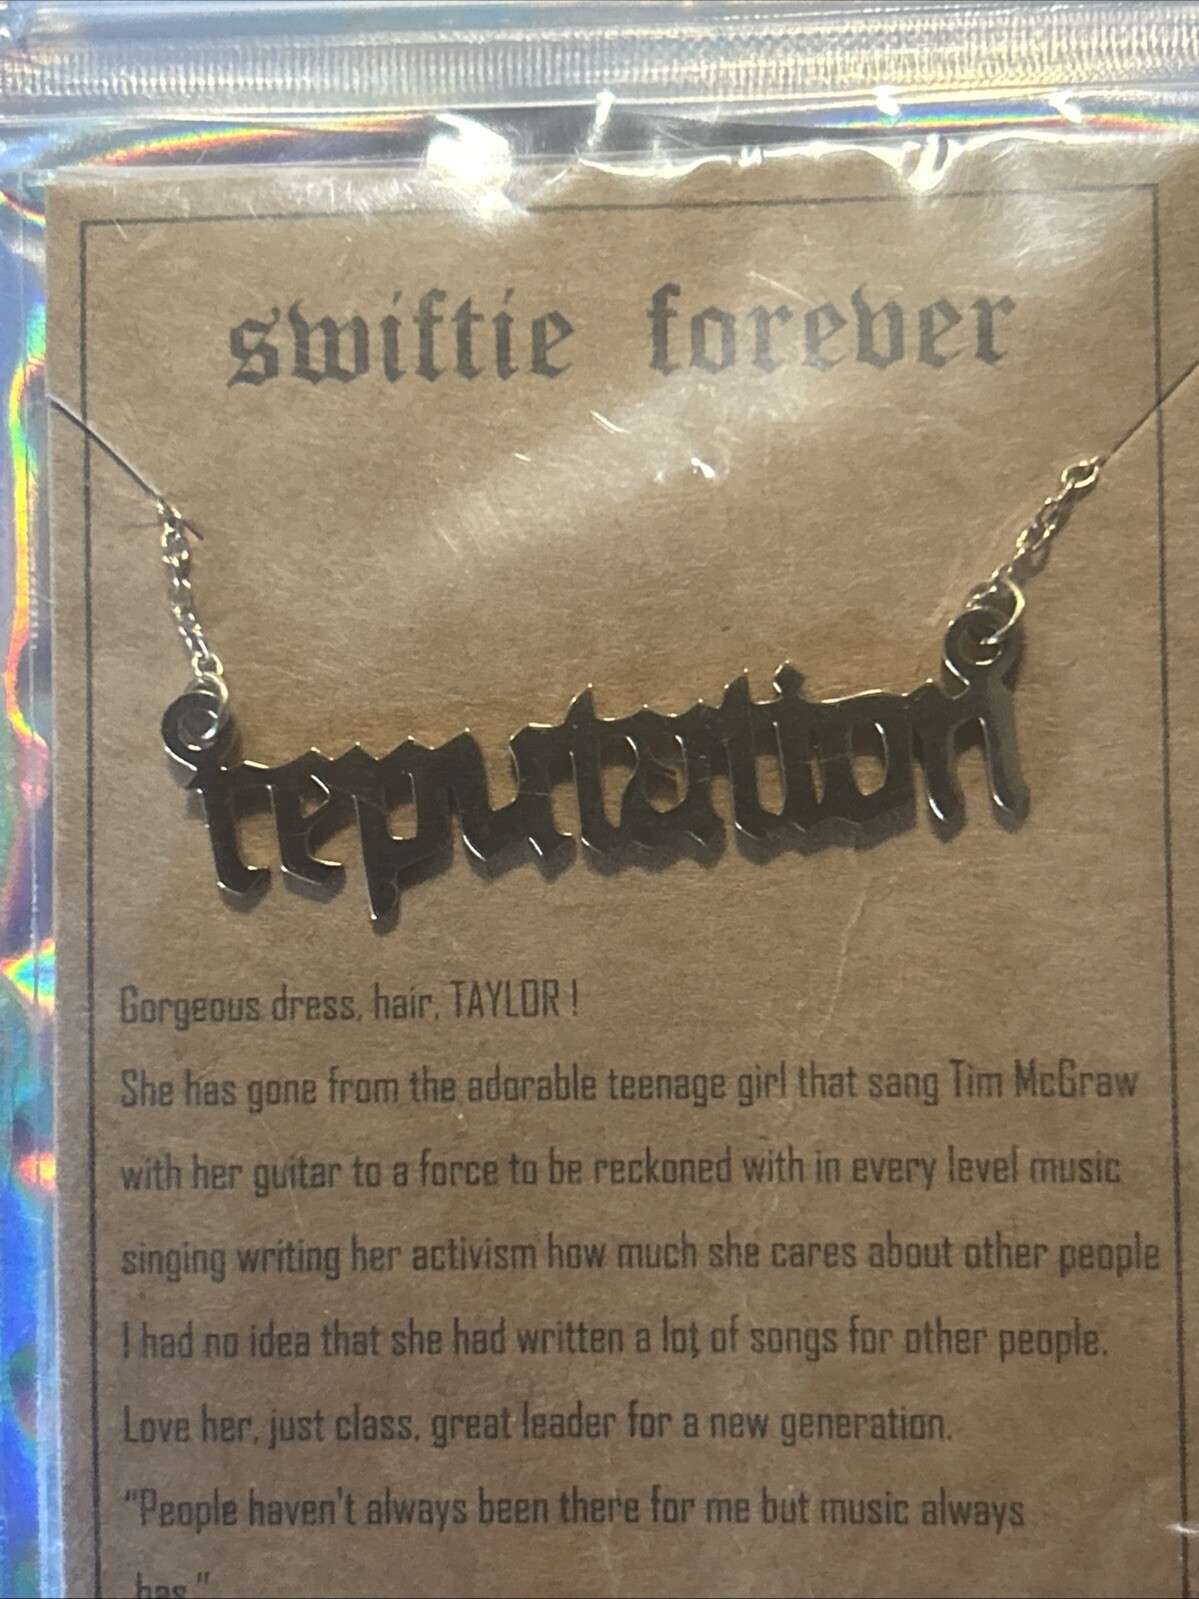 swiftie forever
reputation
Gorgeous dress, hair, TAYLOR !
She has gone from the adorable teenage girl that sang Tim McGraw
with her guitar to a force to be reckoned with in every level music
singing writing her activism how much she cares about other people
I had no idea that she had written a lot of songs for other people.
Love her, just class, great leader for a new generation.
“People haven't always been there for me but music always
has.”